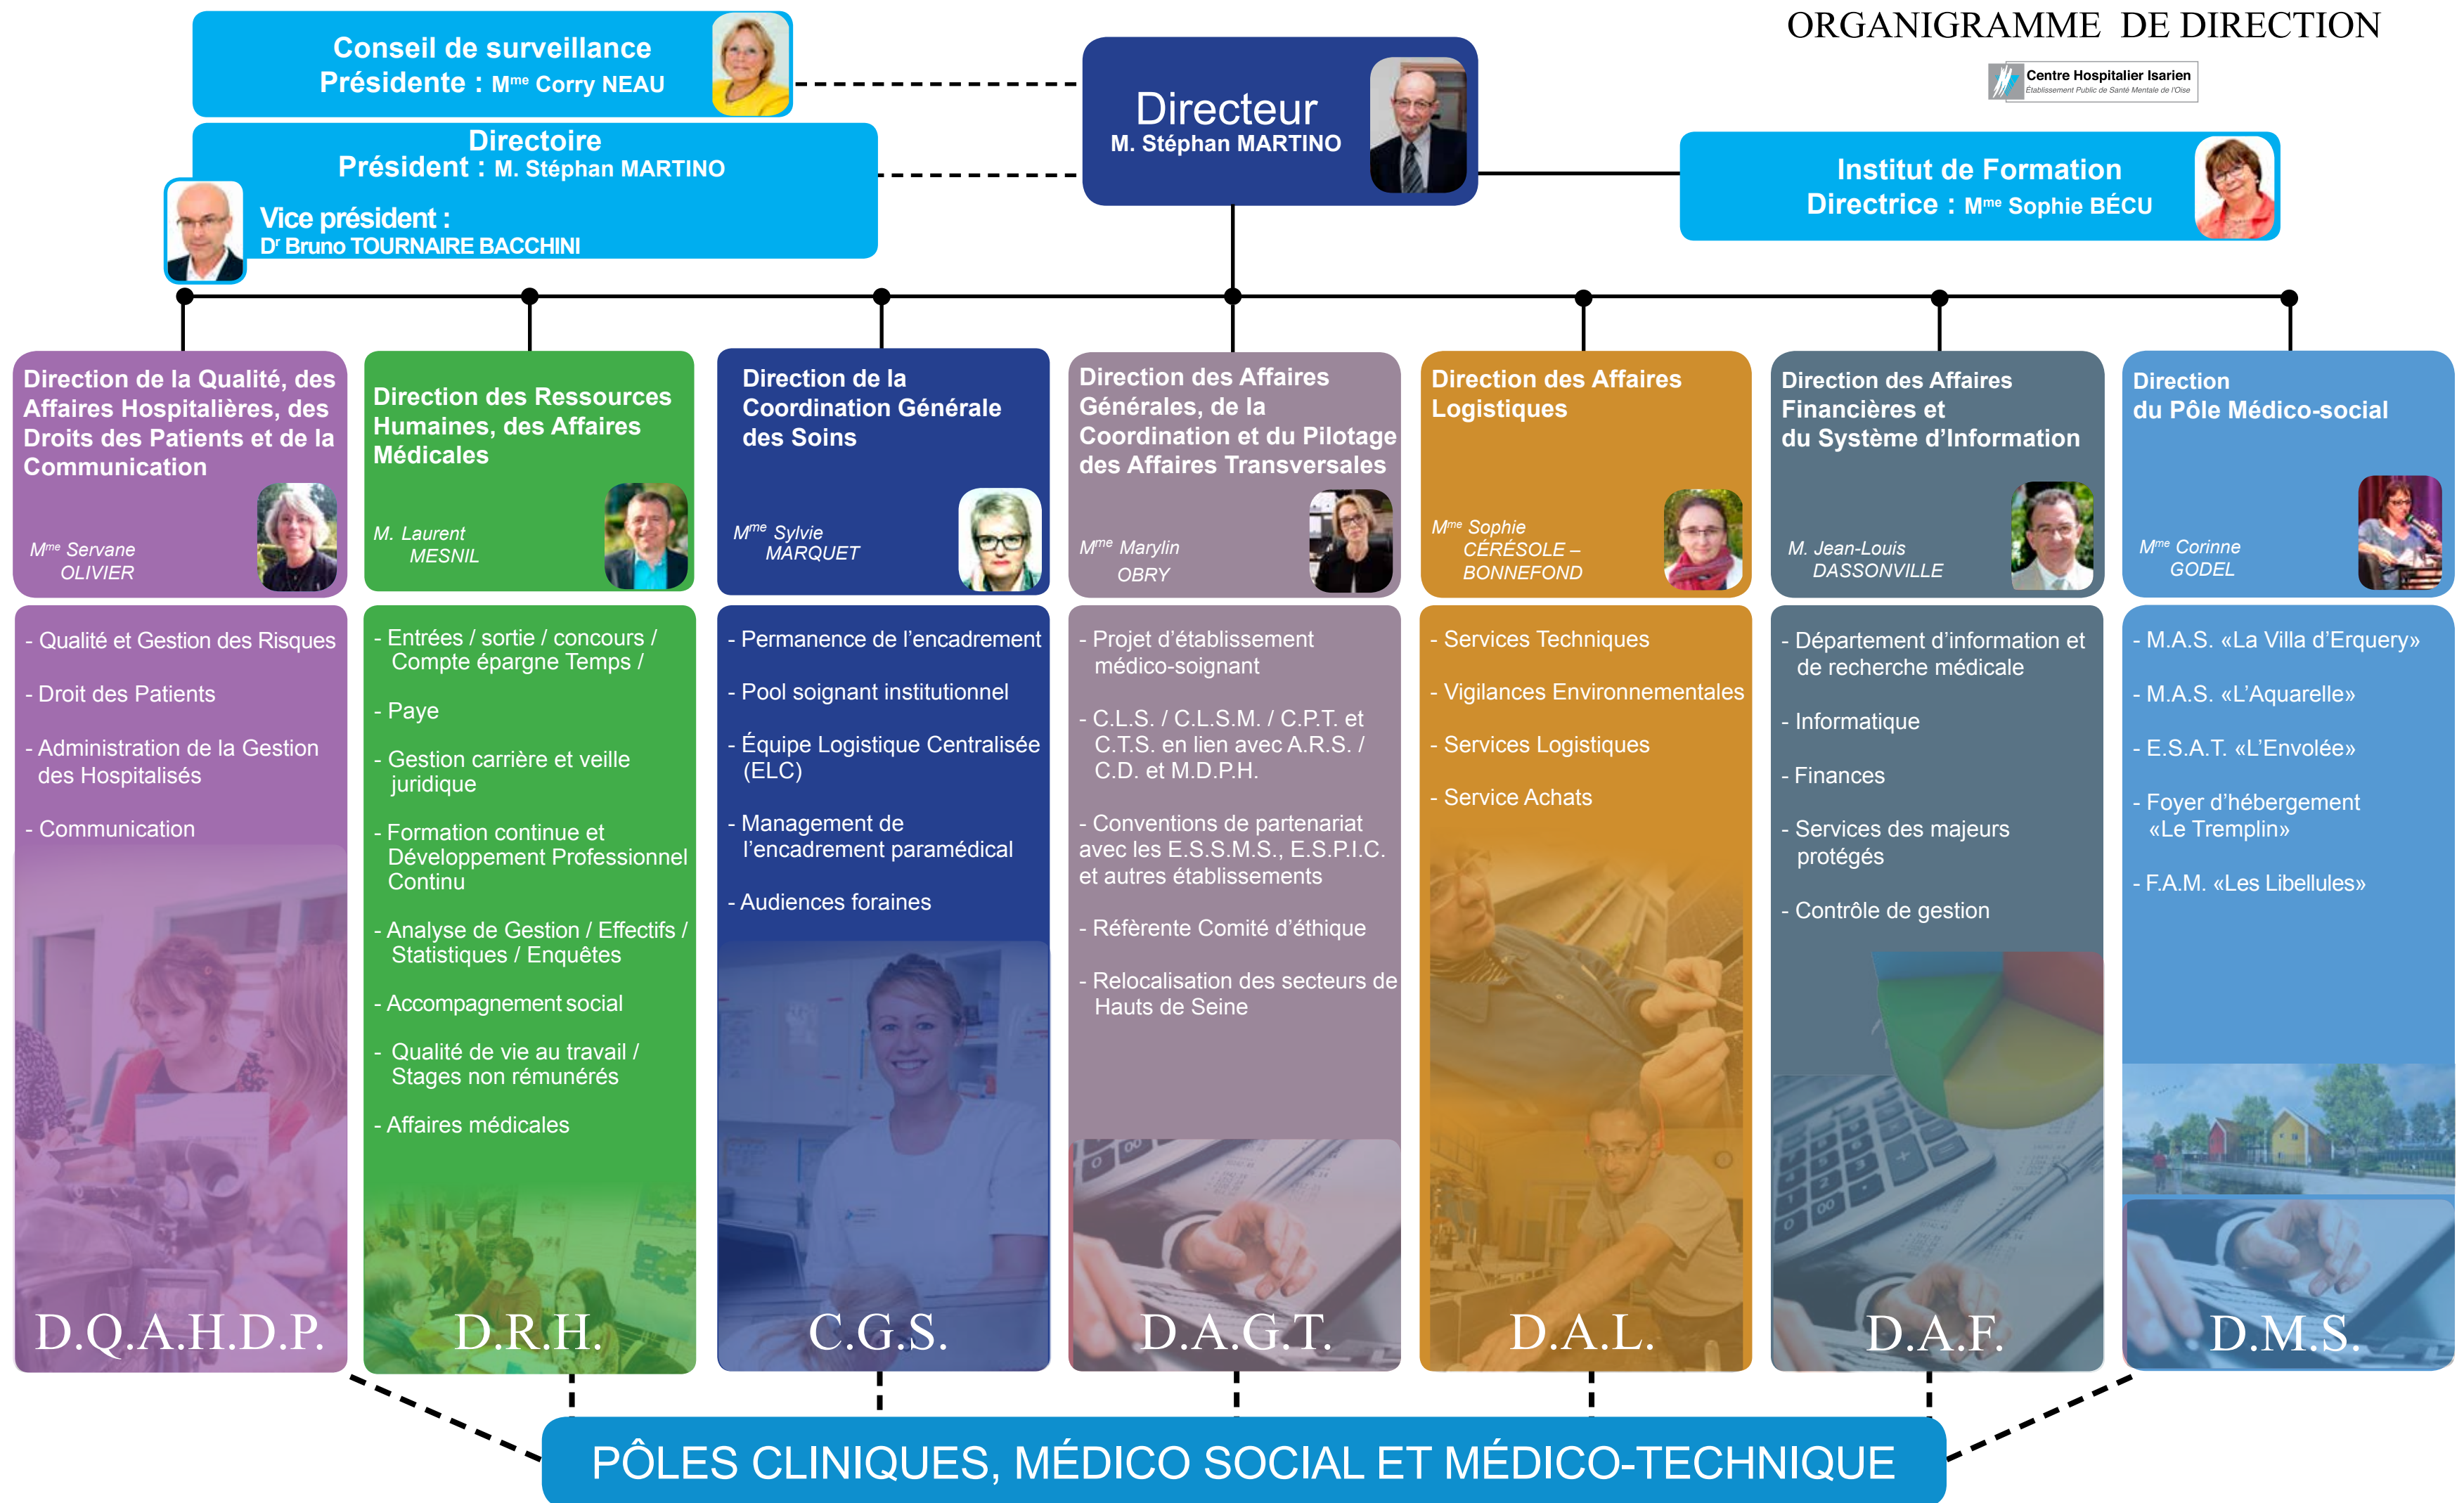 ORGANIGRAMME DE DIRECTION
Centre Hospitalier Isarien
Établissement Public de Santé Mentale de l'Oise
Conseil de surveillance
Présidente : Mme Corry NEAU
Directoire
Président : M. Stéphan MARTINO
Vice président :
Dr Bruno TOURNAIRE BACCHINI
Directeur
M. Stéphan MARTINO
Institut de Formation
Directrice : Mme Sophie BÉCU
Direction de la Qualité, des
Affaires Hospitalières, des
Droits des Patients et de la
Communication
Mme Servane
OLIVIER
- Qualité et Gestion des Risques
- Droit des Patients
- Administration de la Gestion
des Hospitalisés
- Communication
D.Q.A.H.D.P.
Direction des Ressources
Humaines, des Affaires
Médicales
M. Laurent
MESNIL
- Entrées / sortie / concours /
Compte épargne Temps /
- Paye
- Gestion carrière et veille
juridique
- Formation continue et
Développement Professionnel
Continu
- Analyse de Gestion / Effectifs /
Statistiques / Enquêtes
- Accompagnement social
- Qualité de vie au travail /
Stages non rémunérés
- Affaires médicales
D.R.H.
Direction de la
Coordination Générale
des Soins
Mme Sylvie
MARQUET
- Permanence de l'encadrement
- Pool soignant institutionnel
- Équipe Logistique Centralisée
(ELC)
- Management de
l'encadrement paramédical
- Audiences foraines
C.G.S.
Direction des Affaires
Générales, de la
Coordination et du Pilotage
des Affaires Transversales
Mme Marylin
OBRY
- Projet d'établissement
médico-soignant
- C.L.S. / C.L.S.M. / C.P.T. et
C.T.S. en lien avec A.R.S. /
C.D. et M.D.P.H.
- Conventions de partenariat
avec les E.S.S.M.S., E.S.P.I.C.
et autres établissements
- Réfèrente Comité d'éthique
- Relocalisation des secteurs de
Hauts de Seine
D.A.G.T.
Direction des Affaires
Logistiques
Mme Sophie
CÉRÉSOLE –
BONNEFOND
- Services Techniques
- Vigilances Environnementales
- Services Logistiques
- Service Achats
D.A.L.
Direction des Affaires
Financières et
du Système d'Information
M. Jean-Louis
DASSONVILLE
- Département d'information et
de recherche médicale
- Informatique
- Finances
- Services des majeurs
protégés
- Contrôle de gestion
D.A.F.
Direction
du Pôle Médico-social
Mme Corinne
GODEL
- M.A.S. «La Villa d'Erquery»
- M.A.S. «L'Aquarelle»
- E.S.A.T. «L'Envolée»
- Foyer d'hébergement
«Le Tremplin»
- F.A.M. «Les Libellules»
D.M.S.
PÔLES CLINIQUES, MÉDICO SOCIAL ET MÉDICO-TECHNIQUE